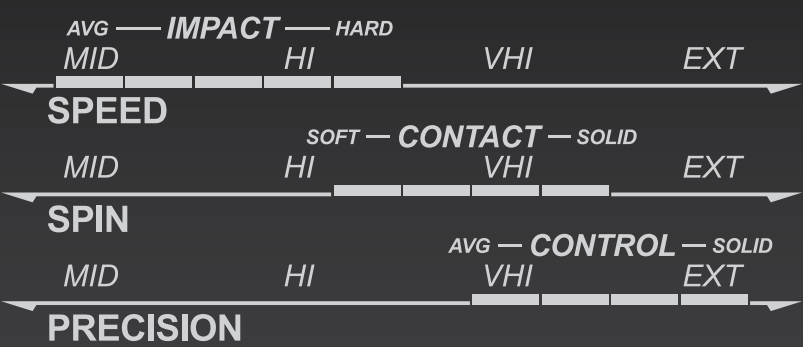 AVG — IMPACT — HARD
MID HI VHI EXT
SPEED
SOFT — CONTACT — SOLID
MID HI VHI EXT
SPIN
AVG — CONTROL — SOLID
MID HI VHI EXT
PRECISION